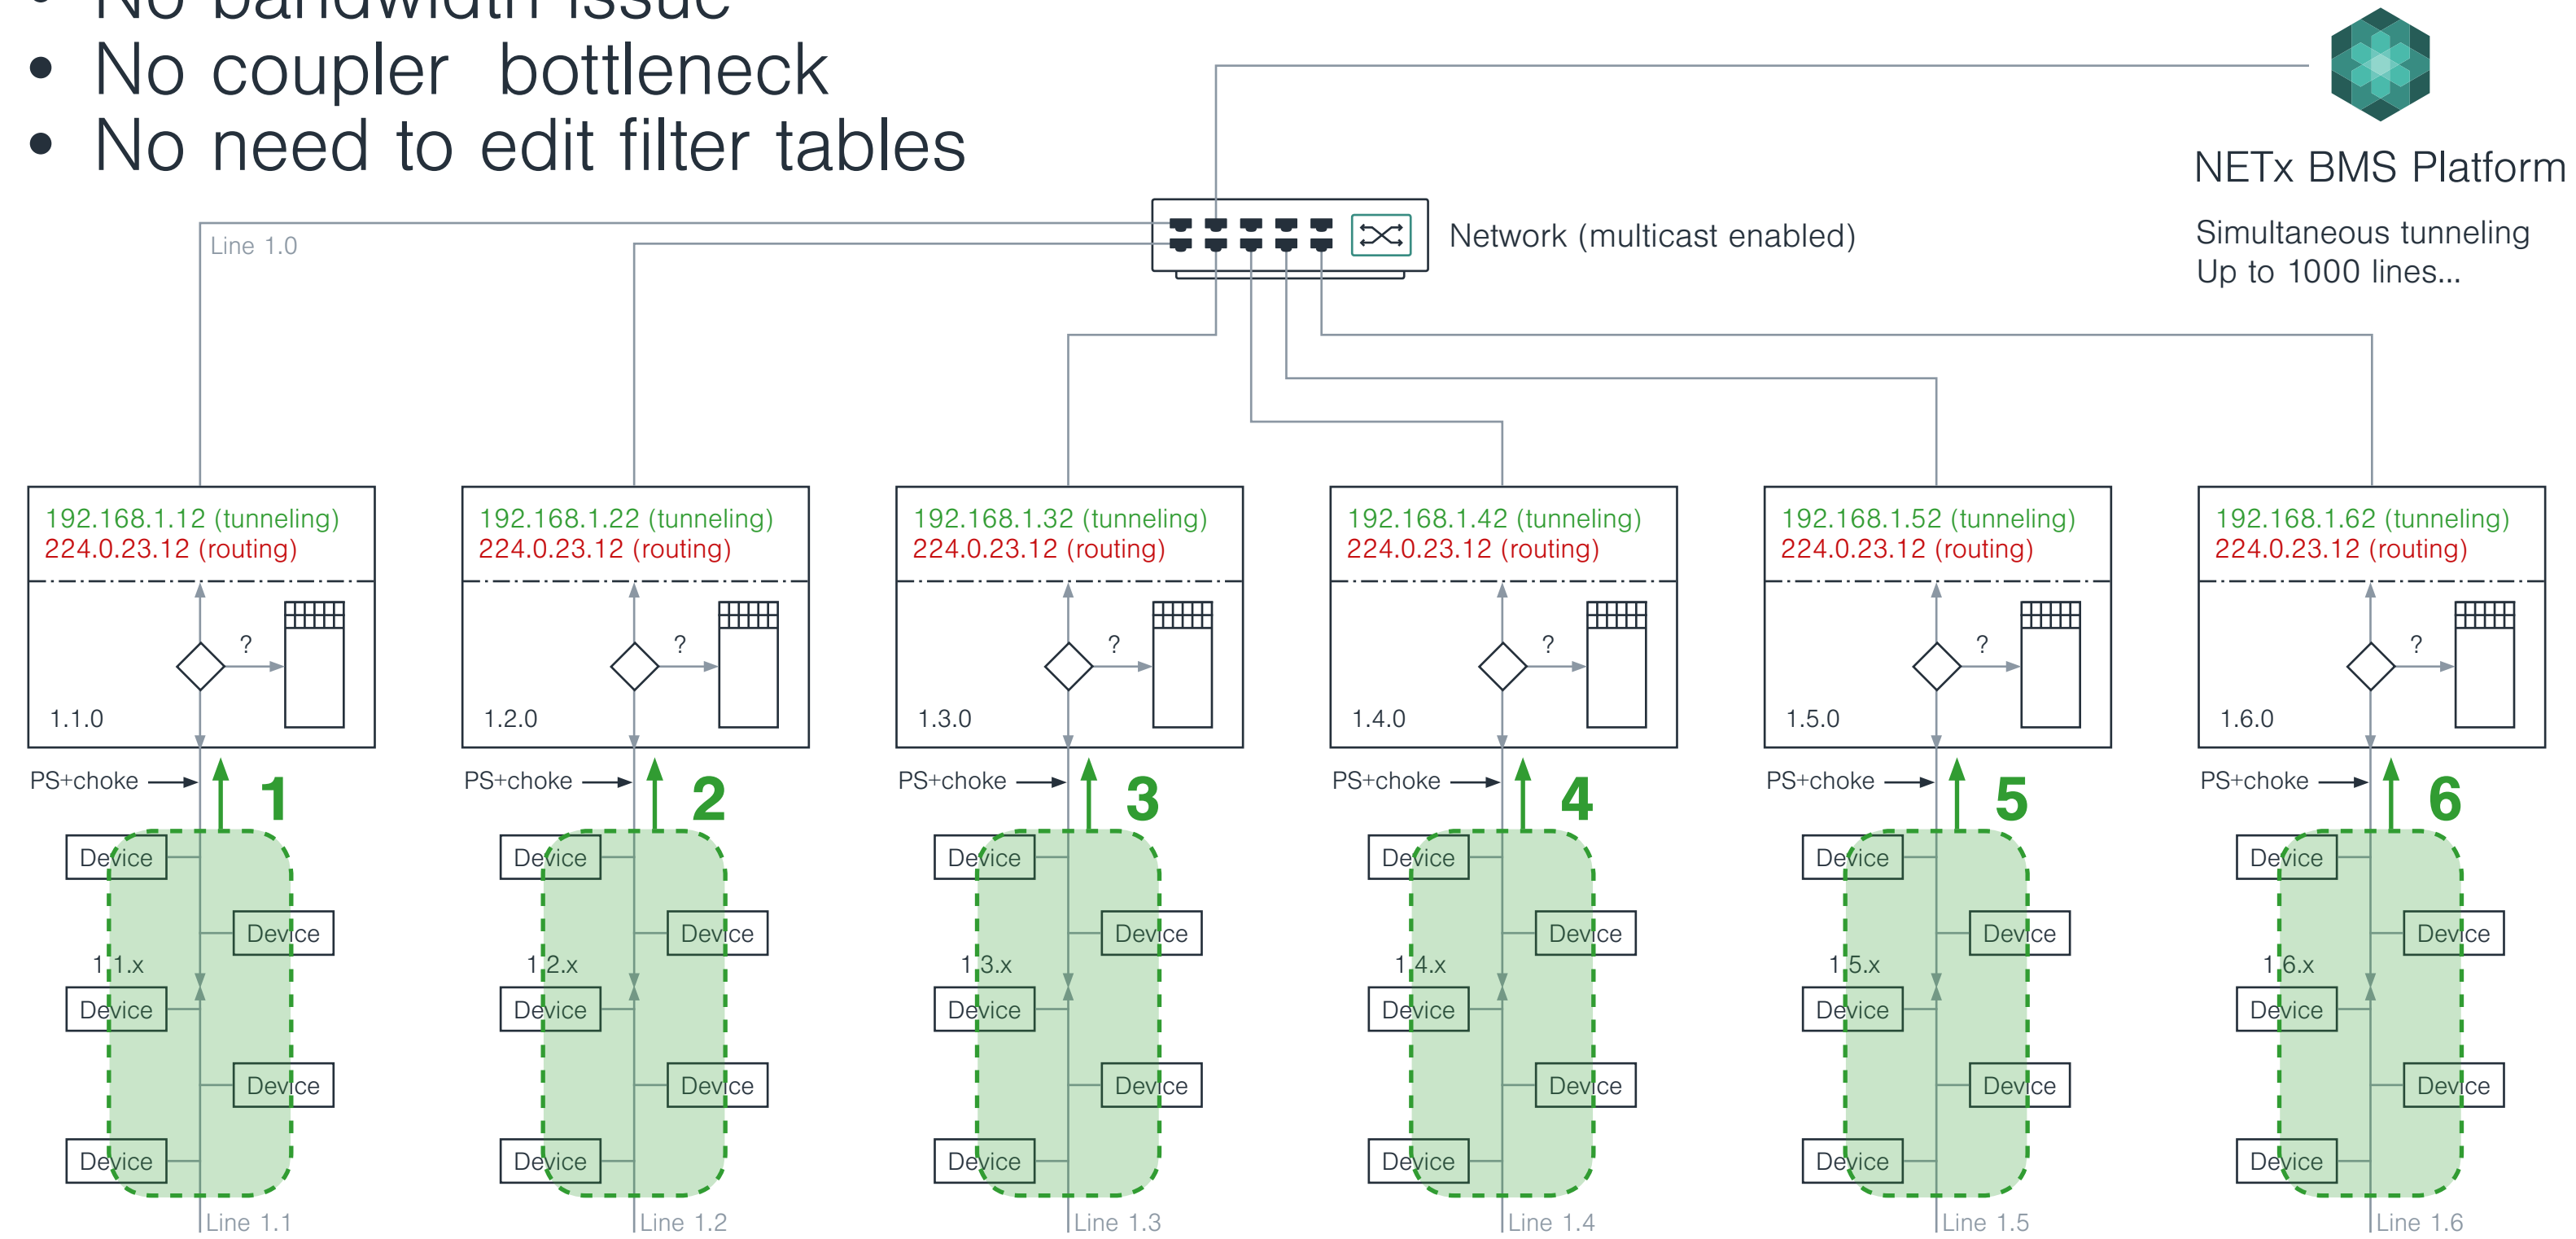 • No bandwidth issue
• No coupler bottleneck
• No need to edit filter tables
NETx BMS Platform
Simultaneous tunneling
Up to 1000 lines...
Network (multicast enabled)
Line 1.0
192.168.1.12 (tunneling)
224.0.23.12 (routing)
?
1.1.0
PS+choke
1
Device
Device
1.1.x
Device
Device
Device
Line 1.1
192.168.1.22 (tunneling)
224.0.23.12 (routing)
?
1.2.0
PS+choke
2
Device
Device
1.2.x
Device
Device
Device
Line 1.2
192.168.1.32 (tunneling)
224.0.23.12 (routing)
?
1.3.0
PS+choke
3
Device
Device
1.3.x
Device
Device
Device
Line 1.3
192.168.1.42 (tunneling)
224.0.23.12 (routing)
?
1.4.0
PS+choke
4
Device
Device
1.4.x
Device
Device
Device
Line 1.4
192.168.1.52 (tunneling)
224.0.23.12 (routing)
?
1.5.0
PS+choke
5
Device
Device
1.5.x
Device
Device
Device
Line 1.5
192.168.1.62 (tunneling)
224.0.23.12 (routing)
?
1.6.0
PS+choke
6
Device
Device
1.6.x
Device
Device
Device
Line 1.6